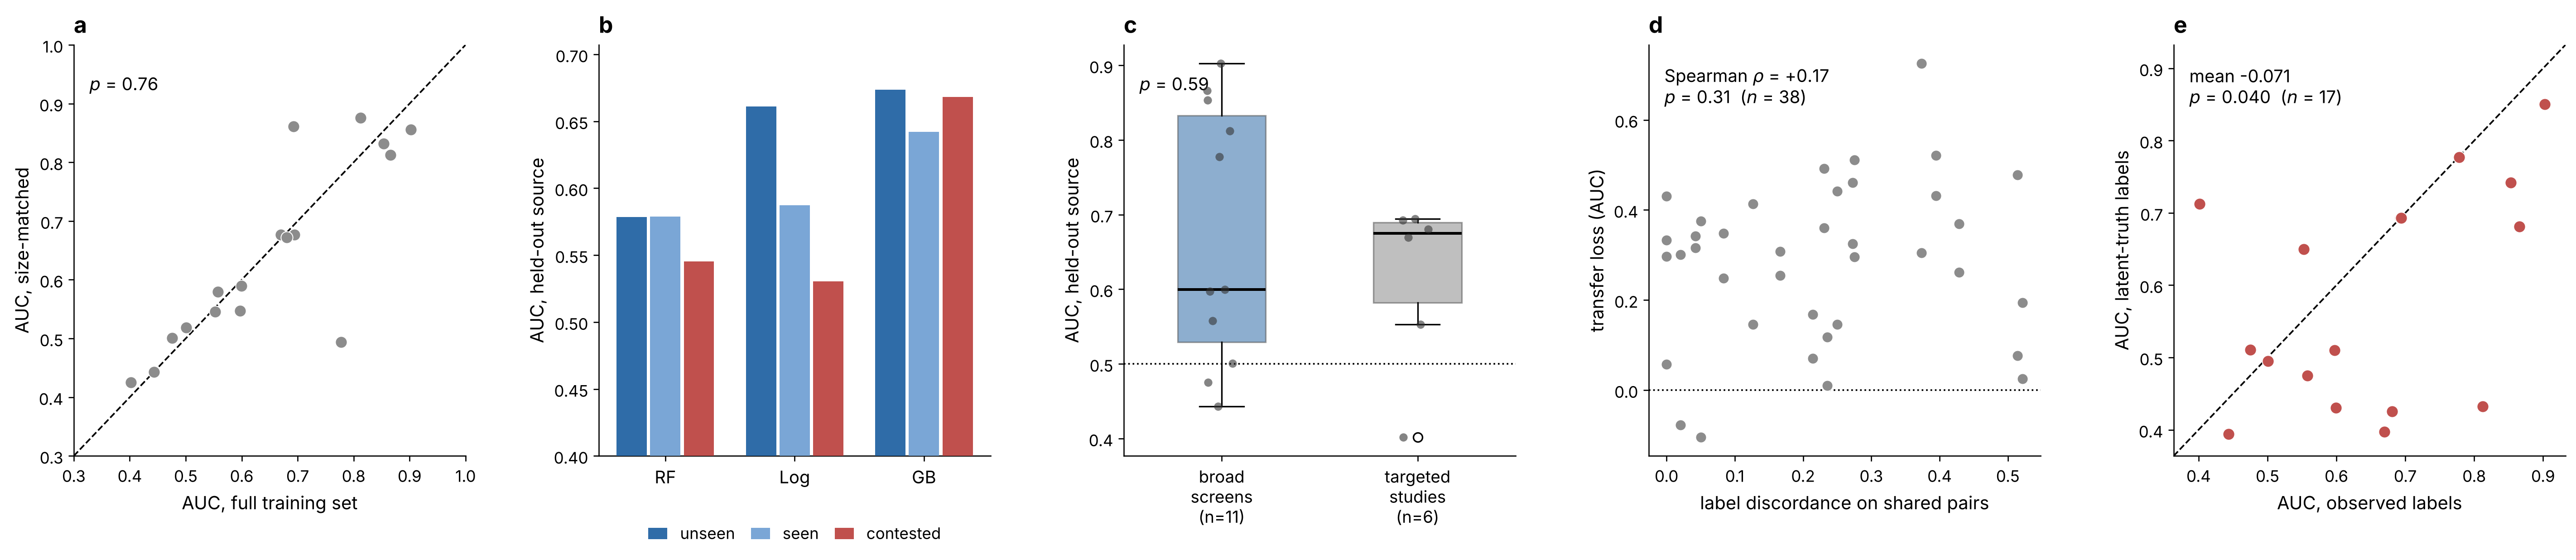 a
p = 0.76
1.0
0.9
0.8
0.7
0.6
0.5
0.4
0.3
AUC, size-matched
0.3 0.4 0.5 0.6 0.7 0.8 0.9 1.0
AUC, full training set
b
0.70
0.65
0.60
0.55
0.50
0.45
0.40
AUC, held-out source
RF Log GB
unseen seen contested
c
p = 0.59
0.9
0.8
0.7
0.6
0.5
0.4
AUC, held-out source
broad
screens
(n=11)
targeted
studies
(n=6)
d
Spearman ρ = +0.17
p = 0.31 (n = 38)
0.6
0.4
0.2
0.0
transfer loss (AUC)
0.0 0.1 0.2 0.3 0.4 0.5
label discordance on shared pairs
e
mean -0.071
p = 0.040 (n = 17)
0.9
0.8
0.7
0.6
0.5
0.4
AUC, latent-truth labels
0.4 0.5 0.6 0.7 0.8 0.9
AUC, observed labels